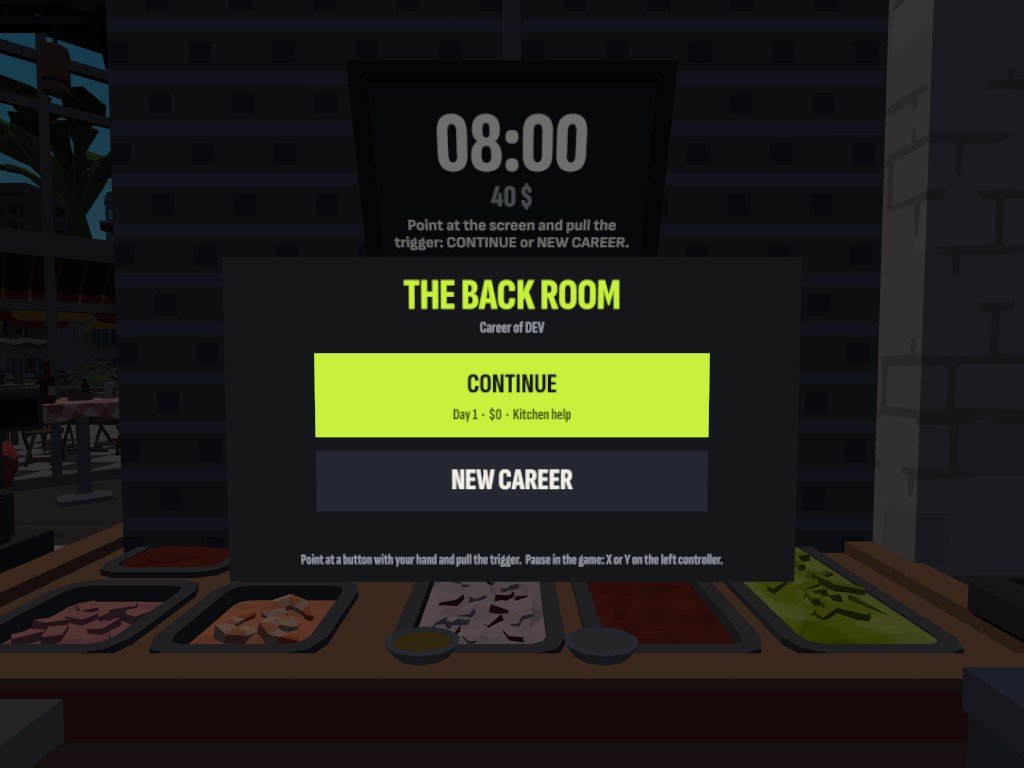 08:00
40 $
Point at the screen and pull the
trigger: CONTINUE or NEW CAREER.
THE BACK ROOM
Career of DEV
CONTINUE
Day 1 · $0 · Kitchen help
NEW CAREER
Point at a button with your hand and pull the trigger. Pause in the game: X or Y on the left controller.